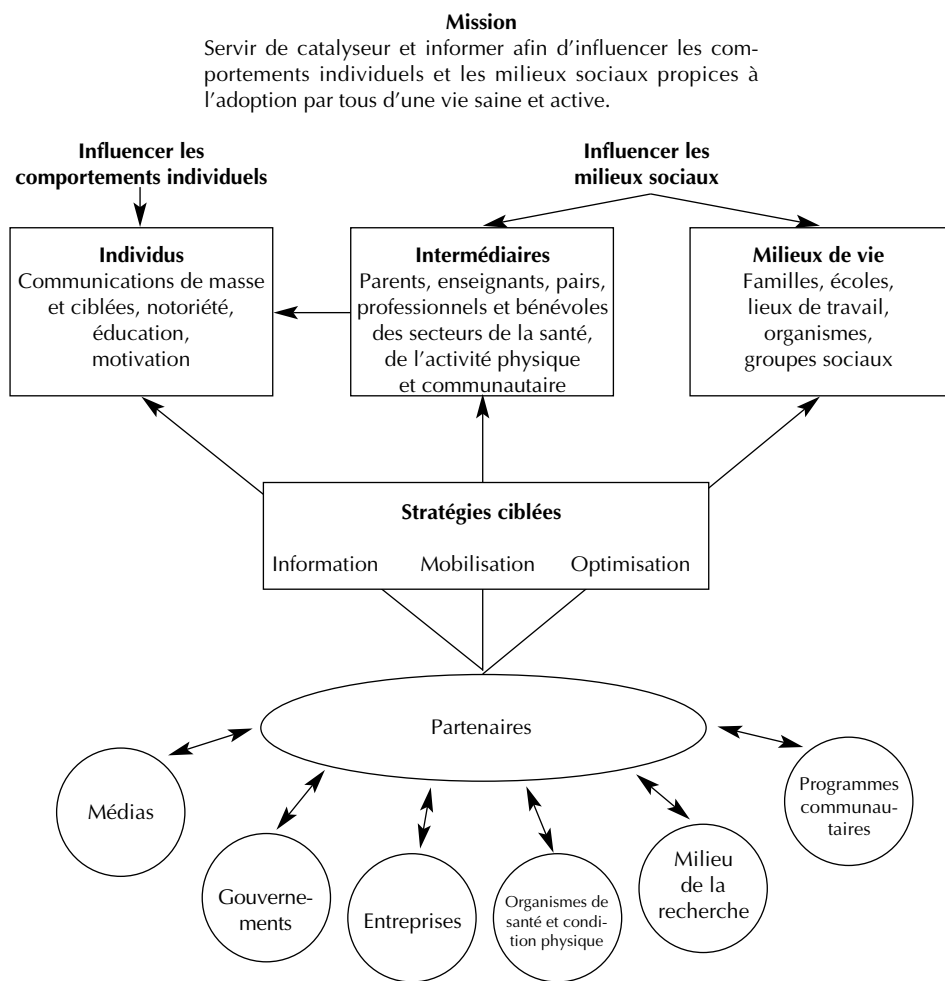 Mission
Servir de catalyseur et informer afin d’influencer les com-
portements individuels et les milieux sociaux propices à
l’adoption par tous d’une vie saine et active.
Influencer les
comportements individuels
Influencer les
milieux sociaux
Individus
Communications de masse
et ciblées, notoriété,
éducation,
motivation
Intermédiaires
Parents, enseignants, pairs,
professionnels et bénévoles
des secteurs de la santé,
de l’activité physique
et communautaire
Milieux de vie
Familles, écoles,
lieux de travail,
organismes,
groupes sociaux
Stratégies ciblées
Information Mobilisation Optimisation
Partenaires
Médias
Gouverne-
ments
Entreprises
Organismes de
santé et condi-
tion physique
Milieu
de la
recherche
Programmes
communau-
taires